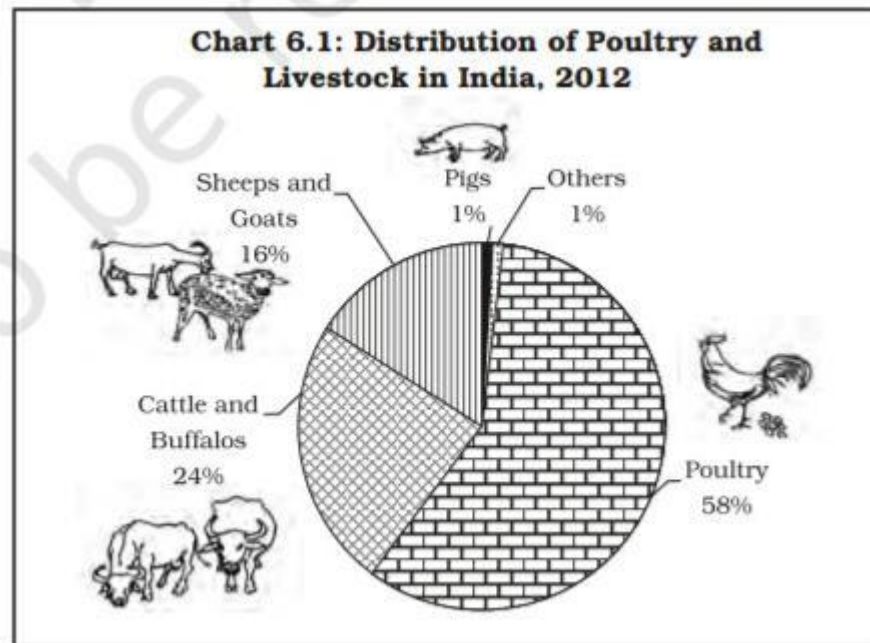 Chart 6.1: Distribution of Poultry and
Livestock in India, 2012
Sheeps and
Goats
16%
Pigs
1%
Others
1%
Cattle and
Buffalos
24%
Poultry
58%